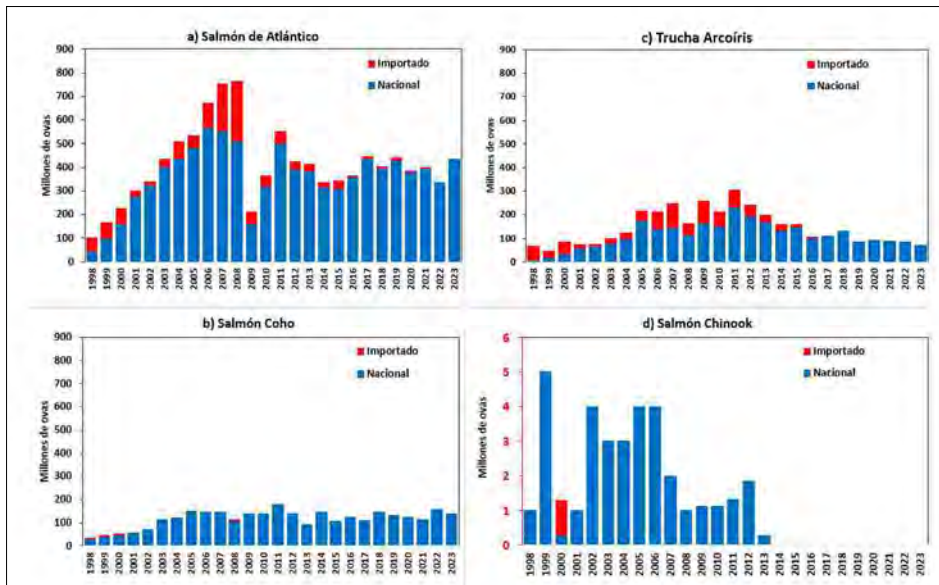 a) Salmón de Atlántico
Millones de ovas
900
800
700
600
500
400
300
200
100
0
Importado
Nacional
1998 1999 2000 2001 2002 2003 2004 2005 2006 2007 2008 2009 2010 2011 2012 2013 2014 2015 2016 2017 2018 2019 2020 2021 2022 2023
c) Trucha Arcoíris
Millones de ovas
900
800
700
600
500
400
300
200
100
0
Importado
Nacional
1998 1999 2000 2001 2002 2003 2004 2005 2006 2007 2008 2009 2010 2011 2012 2013 2014 2015 2016 2017 2018 2019 2020 2021 2022 2023
b) Salmón Coho
Millones de ovas
900
800
700
600
500
400
300
200
100
0
Importado
Nacional
1998 1999 2000 2001 2002 2003 2004 2005 2006 2007 2008 2009 2010 2011 2012 2013 2014 2015 2016 2017 2018 2019 2020 2021 2022 2023
d) Salmón Chinook
Millones de ovas
6
5
4
3
2
1
0
Importado
Nacional
1998 1999 2000 2001 2002 2003 2004 2005 2006 2007 2008 2009 2010 2011 2012 2013 2014 2015 2016 2017 2018 2019 2020 2021 2022 2023